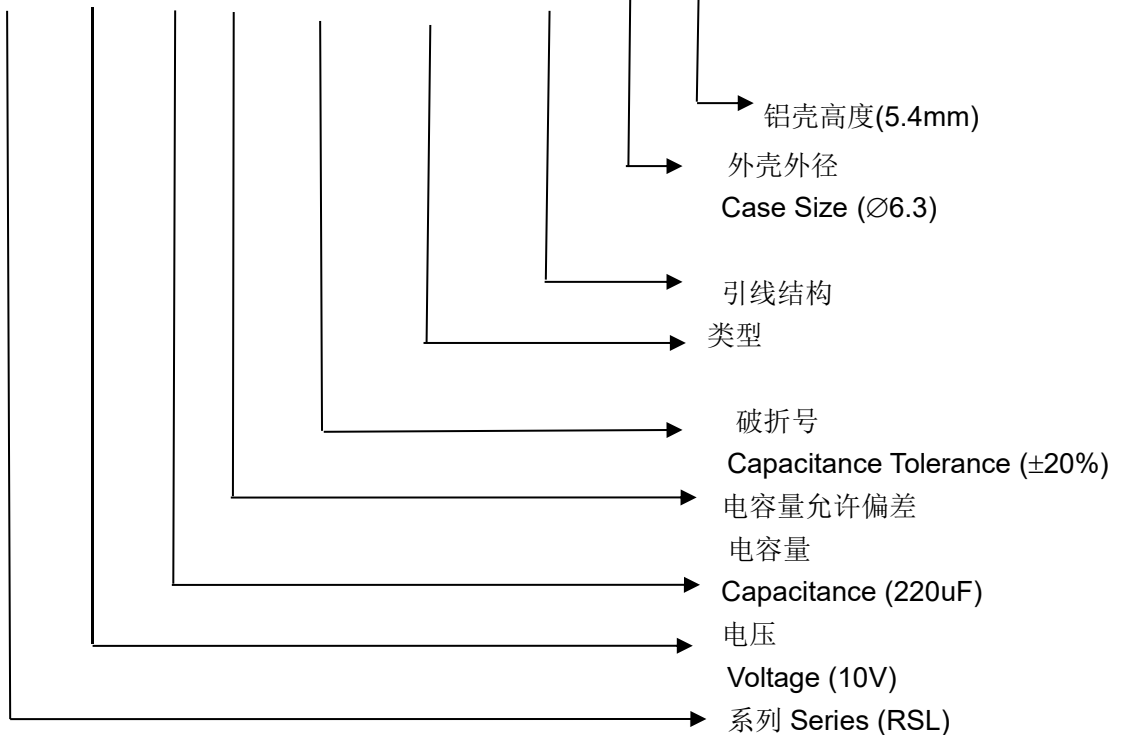 铝壳高度(5.4mm)
外壳外径
Case Size (∅6.3)
引线结构
类型
破折号
Capacitance Tolerance (±20%)
电容量允许偏差
电容量
Capacitance (220uF)
电压
Voltage (10V)
系列 Series (RSL)